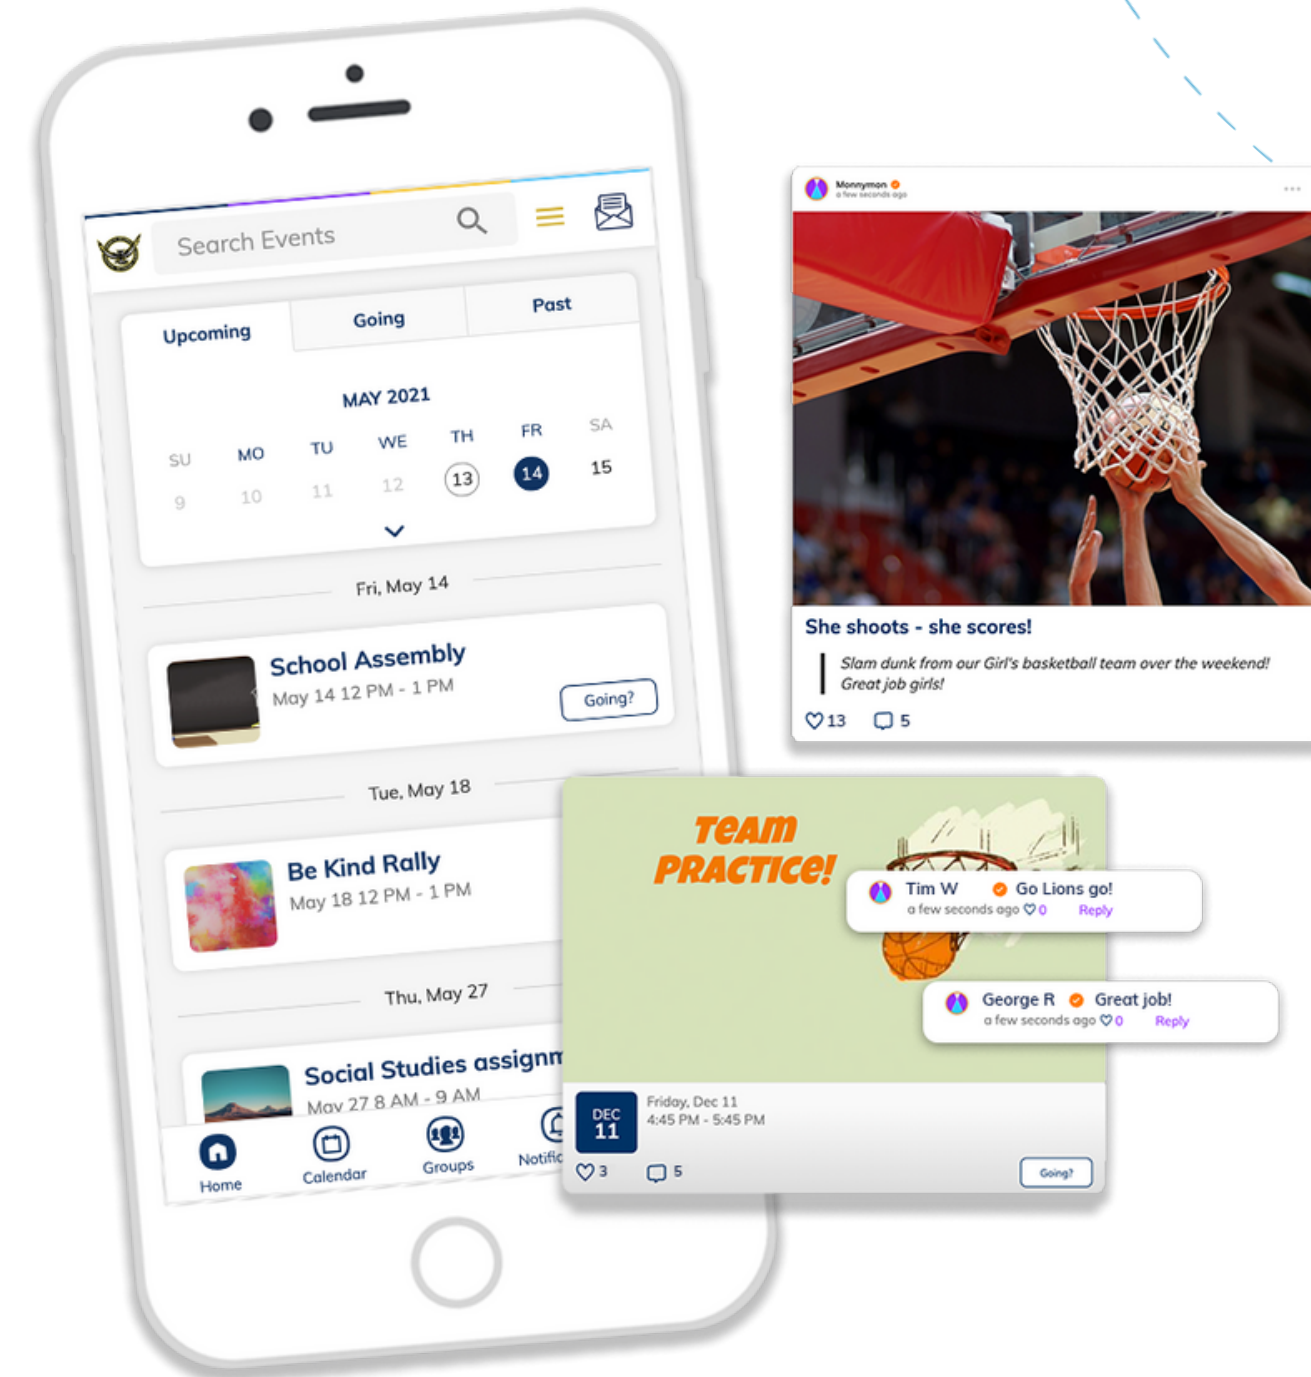 Search Events
Upcoming
Going
Past
MAY 2021
SU MO TU WE TH FR SA
9 10 11 12 13 14 15
Fri, May 14
School Assembly
May 14 12 PM - 1 PM
Going?
Tue, May 18
Be Kind Rally
May 18 12 PM - 1 PM
Thu, May 27
Social Studies assignm
May 27 8 AM - 9 AM
Home
Calendar
Groups
Notific
Monnymon
a few seconds ago
She shoots - she scores!
Slam dunk from our Girl's basketball team over the weekend!
Great job girls!
13 5
TEAM
PRACTICE!
Tim W Go Lions go!
a few seconds ago 0 Reply
George R Great job!
a few seconds ago 0 Reply
DEC
11
Friday, Dec 11
4:45 PM - 5:45 PM
3 5
Going?